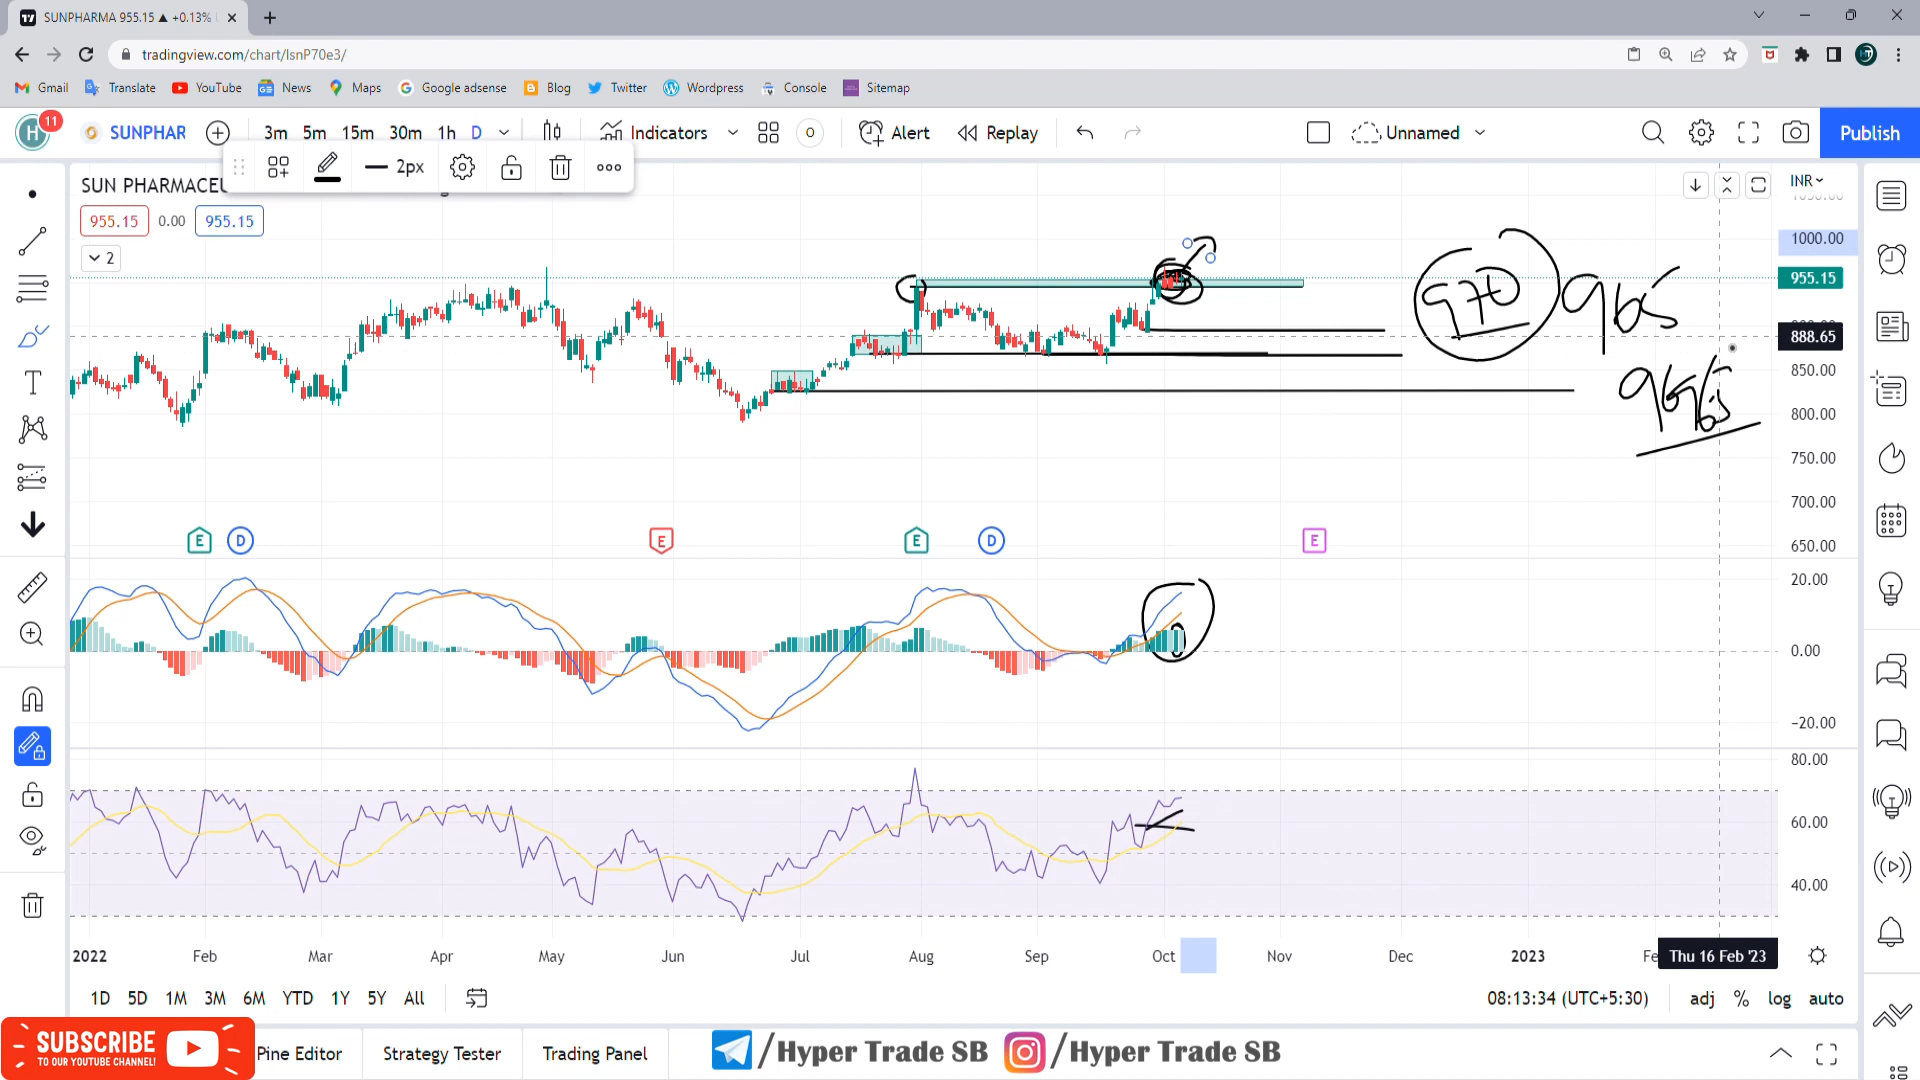 SUNPHARMA 955.15 ▲ +0.13%
tradingview.com/chart/lsnP70e3/
Gmail Translate YouTube News Maps Google adsense Blog Twitter Wordpress Console Sitemap
H 11 SUNPHAR 3m 5m 15m 30m 1h D Indicators O Alert Replay Unnamed Publish
2px
SUN PHARMACEU
INR
955.15 0.00 955.15
2
1000.00
955.15
888.65
850.00
800.00
750.00
700.00
650.00
970 965
965
E D E E D E
20.00
0.00
−20.00
80.00
60.00
40.00
2022 Feb Mar Apr May Jun Jul Aug Sep Oct Nov Dec 2023 Thu 16 Feb '23
1D 5D 1M 3M 6M YTD 1Y 5Y All 08:13:34 (UTC+5:30) adj % log auto
SUBSCRIBE
TO OUR YOUTUBE CHANNEL!
Pine Editor Strategy Tester Trading Panel /Hyper Trade SB /Hyper Trade SB